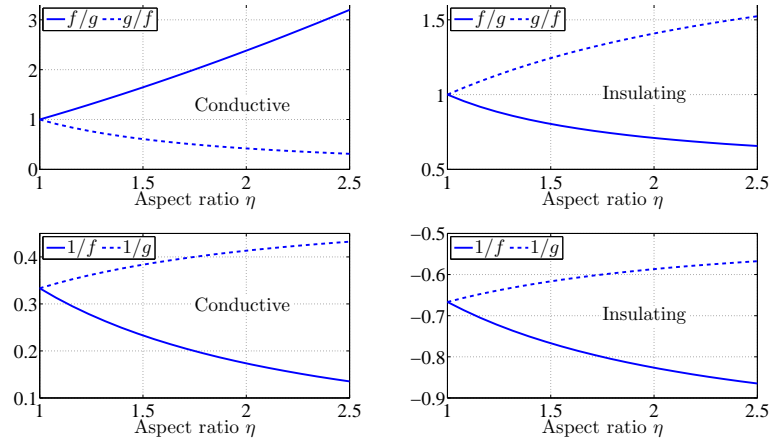 f/g g/f
3
2
1
0
Conductive
1 1.5 2 2.5
Aspect ratio η
f/g g/f
1.5
1
0.5
Insulating
1 1.5 2 2.5
Aspect ratio η
1/f 1/g
0.4
0.3
0.2
0.1
Conductive
1 1.5 2 2.5
Aspect ratio η
1/f 1/g
−0.5
−0.6
−0.7
−0.8
−0.9
Insulating
1 1.5 2 2.5
Aspect ratio η